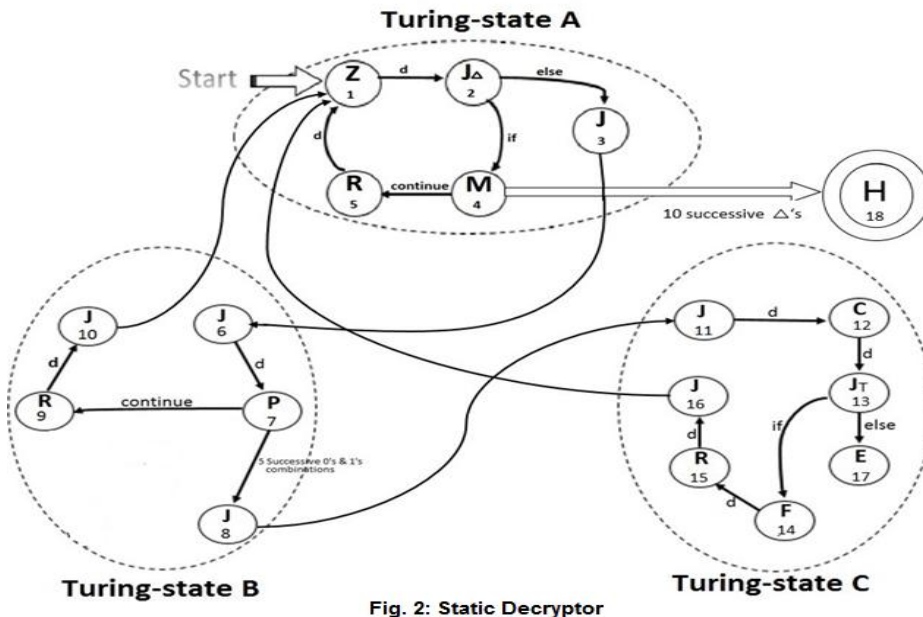 Turing-state A
Start
Z
1
d
J△
2
else
J
3
if
d
R
5
continue
M
4
10 successive △'s
H
18
J
10
J
6
d
d
R
9
continue
P
7
5 Successive 0's & 1's
combinations
J
8
Turing-state B
J
11
d
C
12
d
JT
13
if
else
E
17
J
16
d
R
15
d
F
14
Turing-state C
Fig. 2: Static Decryptor